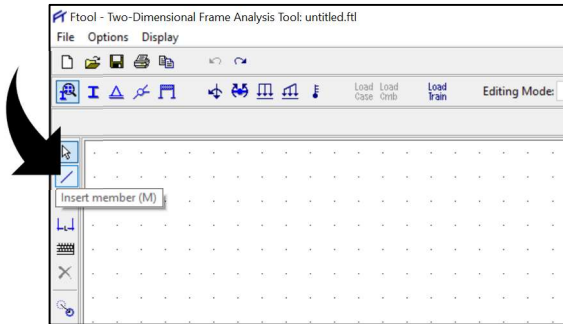 Ftool - Two-Dimensional Frame Analysis Tool: untitled.ftl
File Options Display
Load Case Load Cmb Load Train Editing Mode:
Insert member (M)